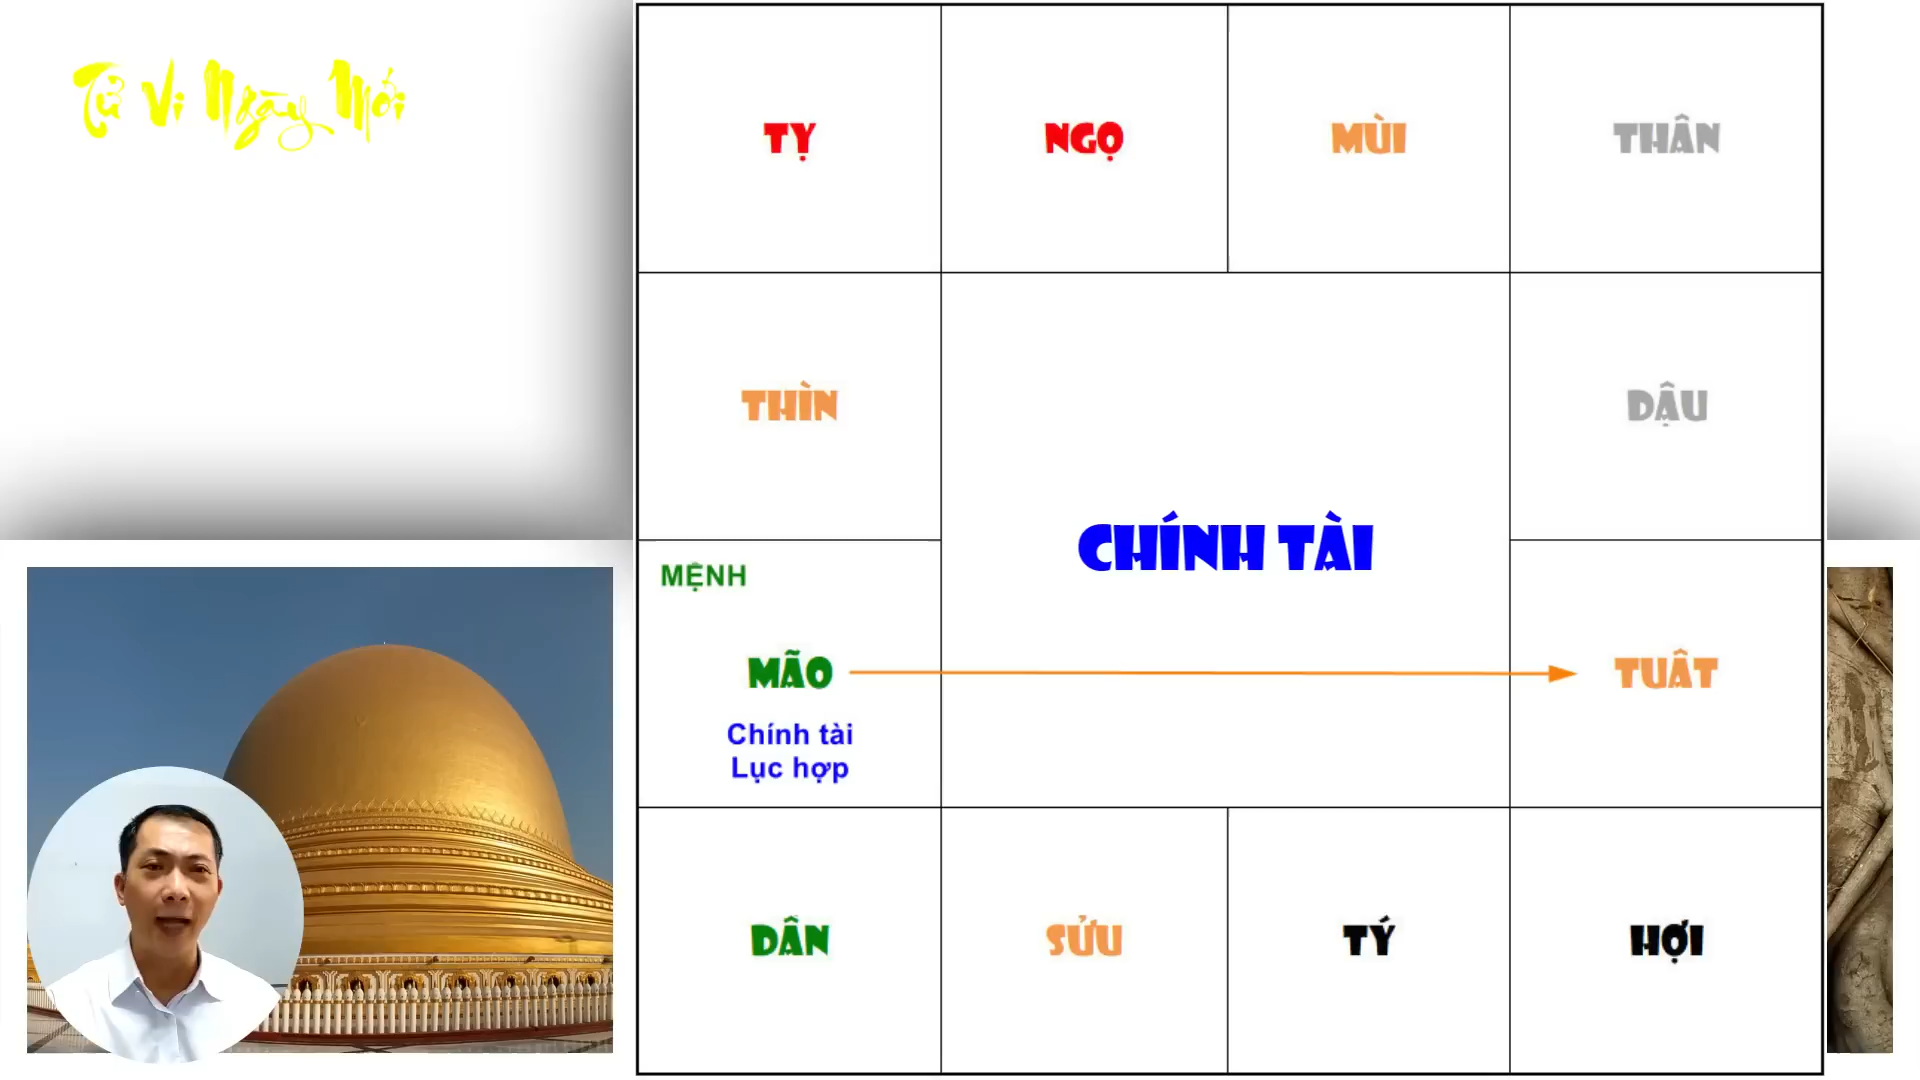 Tử Vi Ngày Mới
TỴ
NGỌ
MÙI
THÂN
THÌN
DẬU
CHÍNH TÀI
MỆNH
MÃO
TUẤT
Chính tài
Lục hợp
DẦN
SỬU
TÝ
HỢI